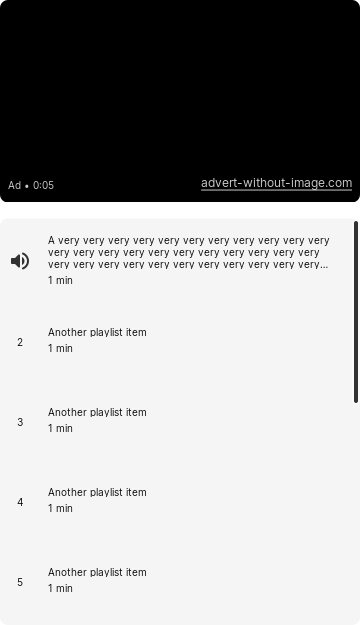 Ad • 0:05
advert-without-image.com
A very very very very very very very very very very very
very very very very very very very very very very very
very very very very very very very very very very very...
1 min
2
Another playlist item
1 min
3
Another playlist item
1 min
4
Another playlist item
1 min
5
Another playlist item
1 min